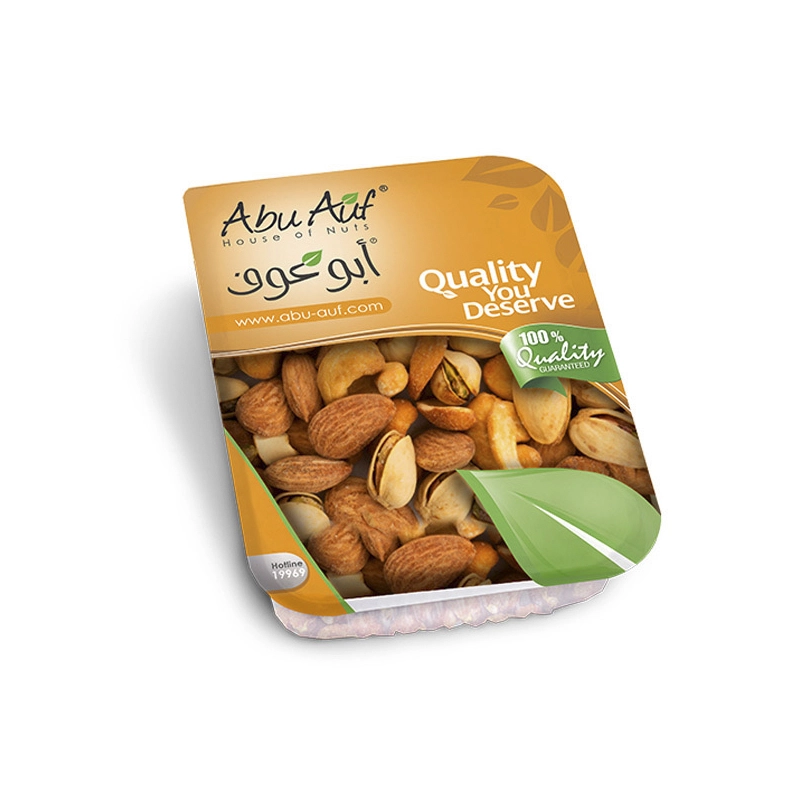 Abu Auf®
House of Nuts
أبو عوف®
www.abu-auf.com
Quality
You
Deserve
100%
Quality
GUARANTEED
Hotline
19969